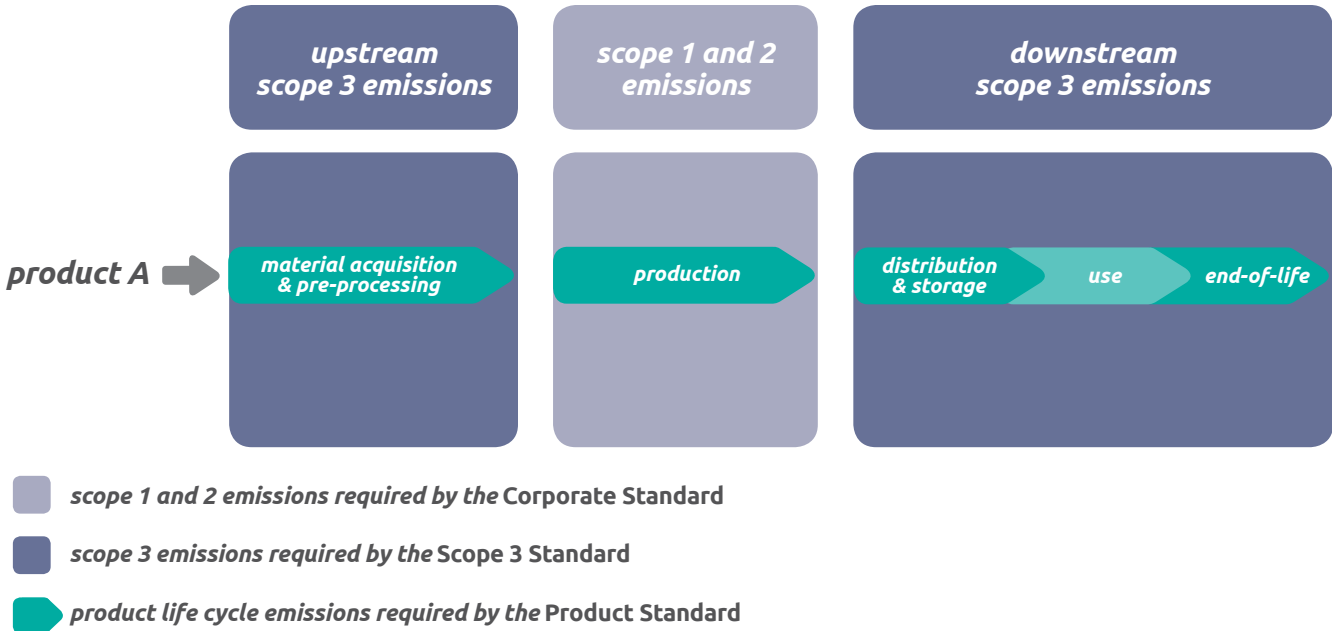 upstream
scope 3 emissions
scope 1 and 2
emissions
downstream
scope 3 emissions
product A
material acquisition
& pre-processing
production
distribution
& storage
use
end-of-life
scope 1 and 2 emissions required by the Corporate Standard
scope 3 emissions required by the Scope 3 Standard
product life cycle emissions required by the Product Standard